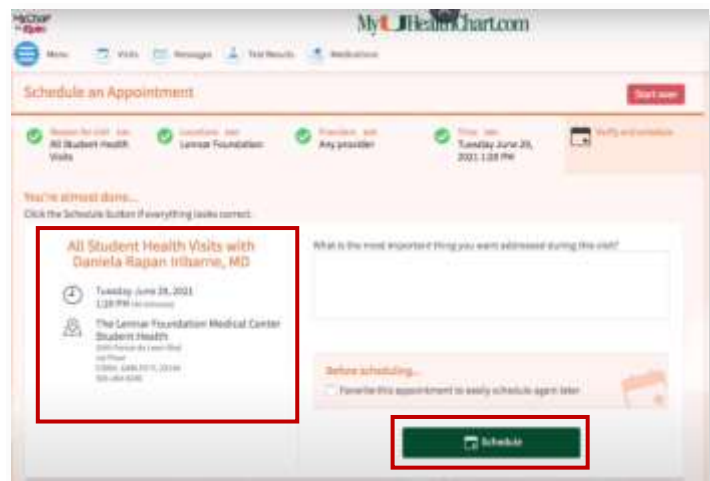 MyChart
Epic
MyUHealthChart.com
Menu
Visits
Messages
Test Results
Medications
Schedule an Appointment
Start over
Reason for visit
All Student Health
Visits
Locations
Lennar Foundation
Providers
Any provider
Time
Tuesday June 29,
2021 1:20 PM
Verify and schedule
You're almost done...
Click the Schedule button if everything looks correct.
All Student Health Visits with
Daniela Rapan Iribarne, MD
Tuesday June 29, 2021
1:20 PM
The Lennar Foundation Medical Center
Student Health
What is the most important thing you want addressed during this visit?
Before scheduling...
Favorite this appointment to easily schedule again later
Schedule